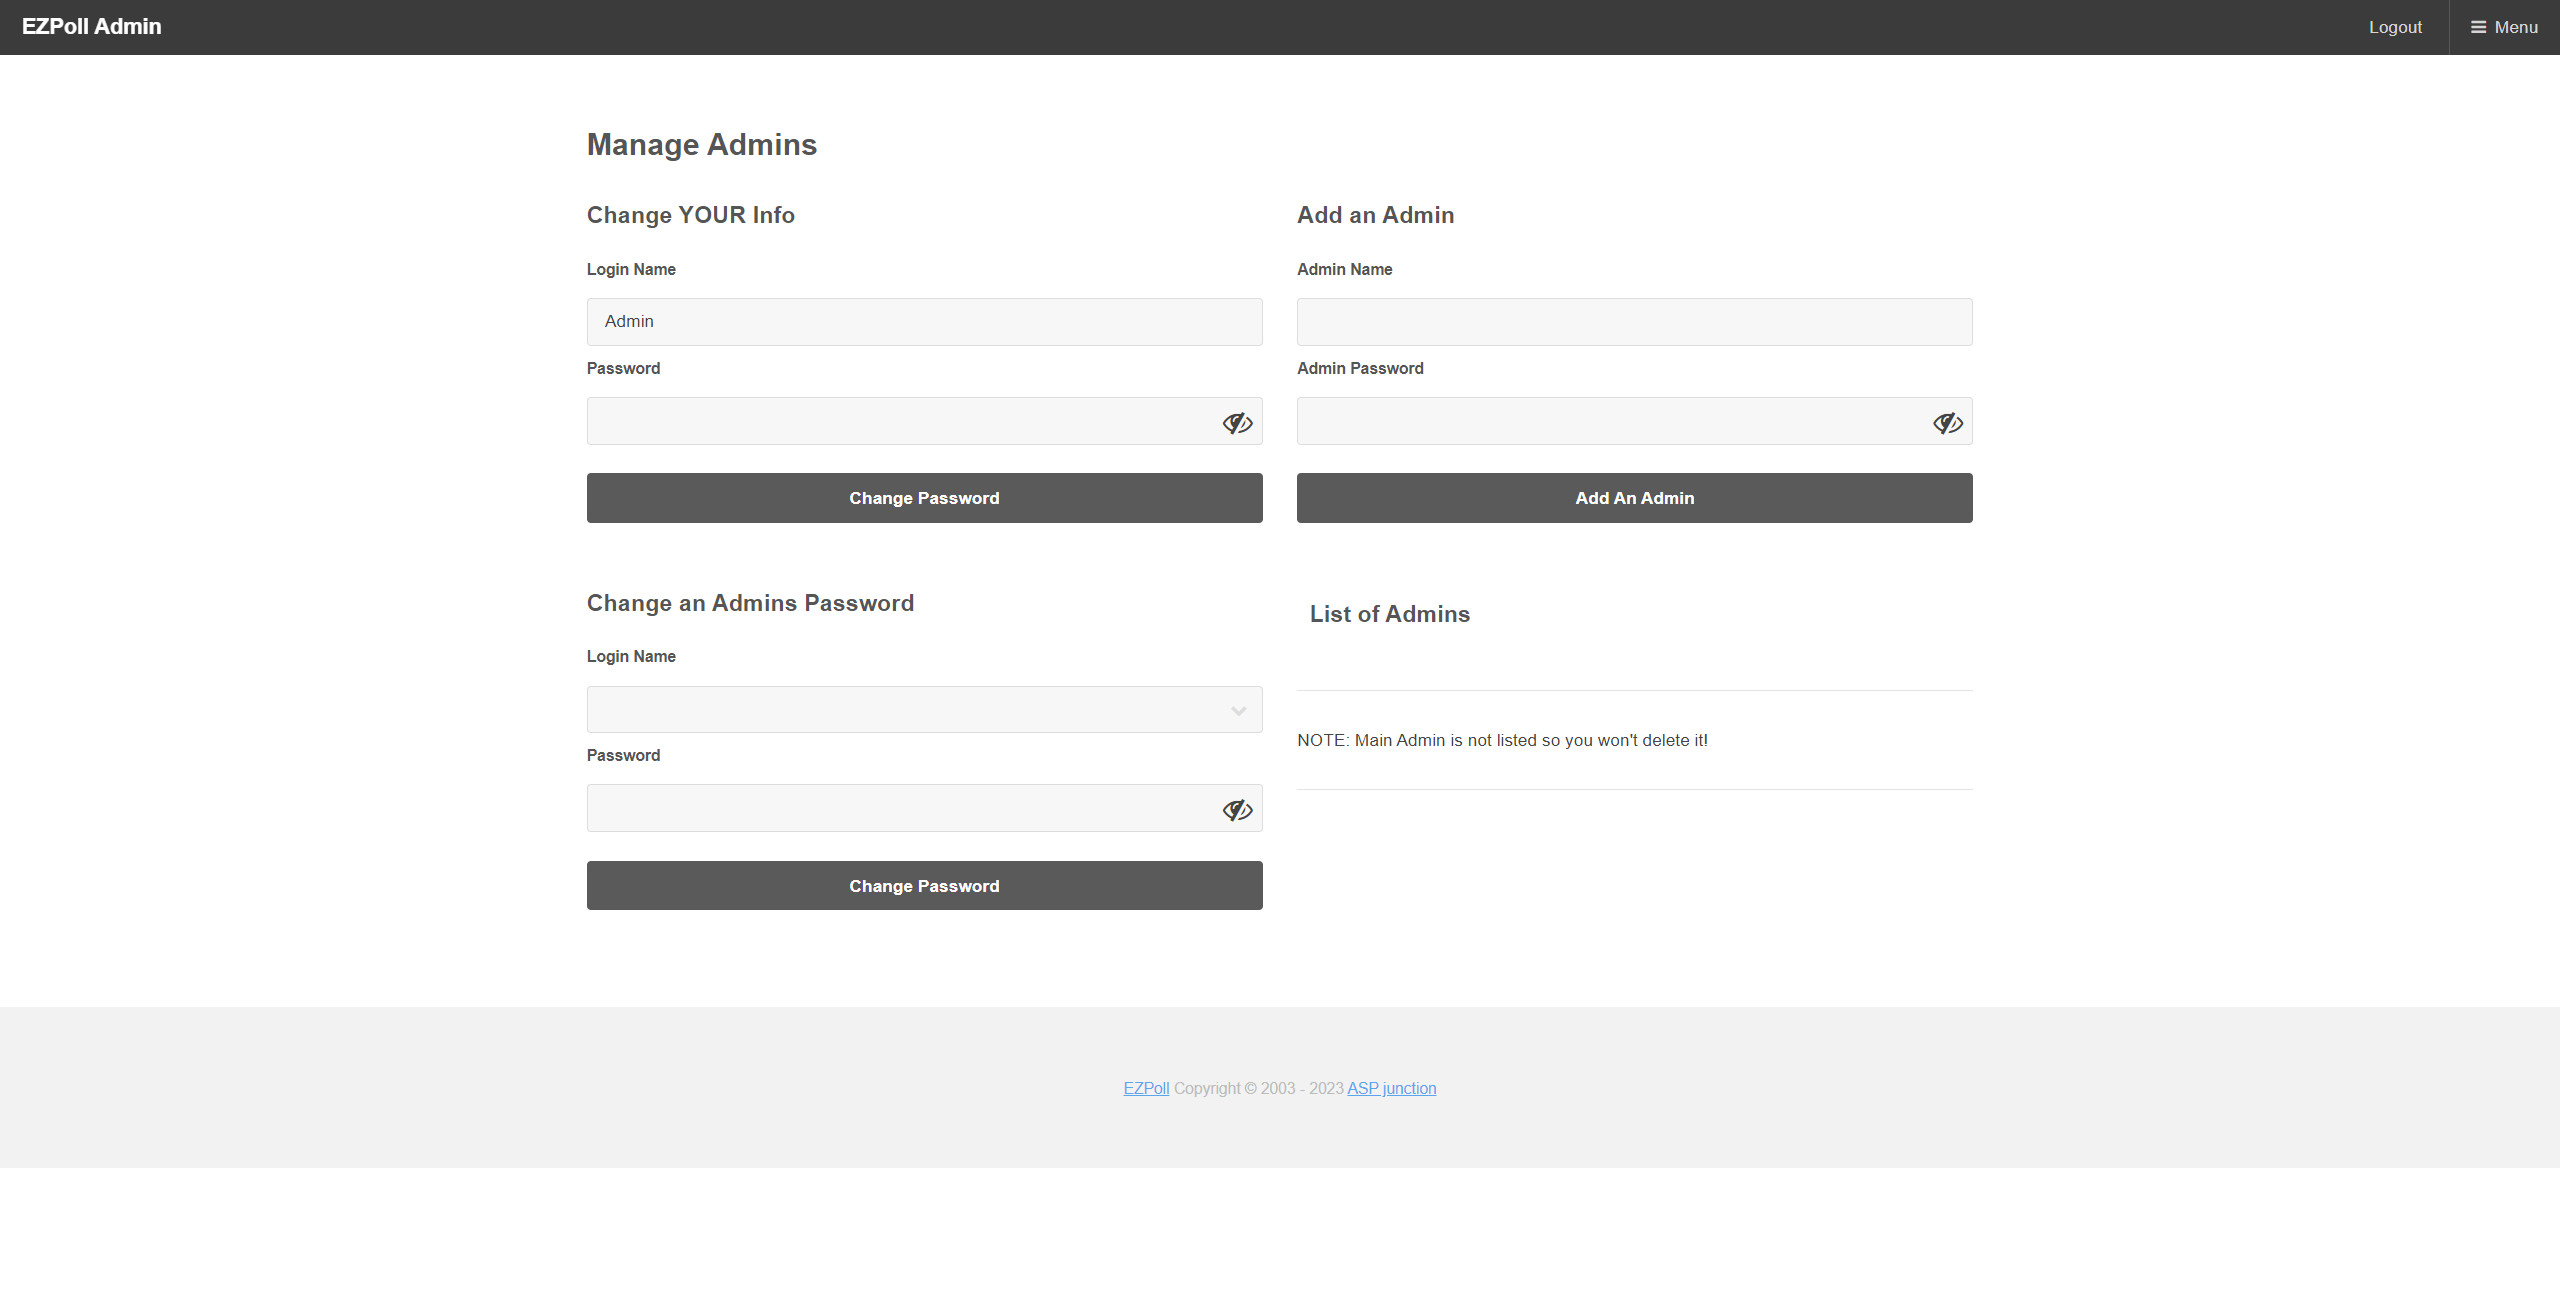 EZPoll Admin
Logout
Menu
Manage Admins
Change YOUR Info
Login Name
Admin
Password
Change Password
Add an Admin
Admin Name
Admin Password
Add An Admin
Change an Admins Password
Login Name
Password
Change Password
List of Admins
NOTE: Main Admin is not listed so you won't delete it!
EZPoll Copyright © 2003 - 2023 ASP junction